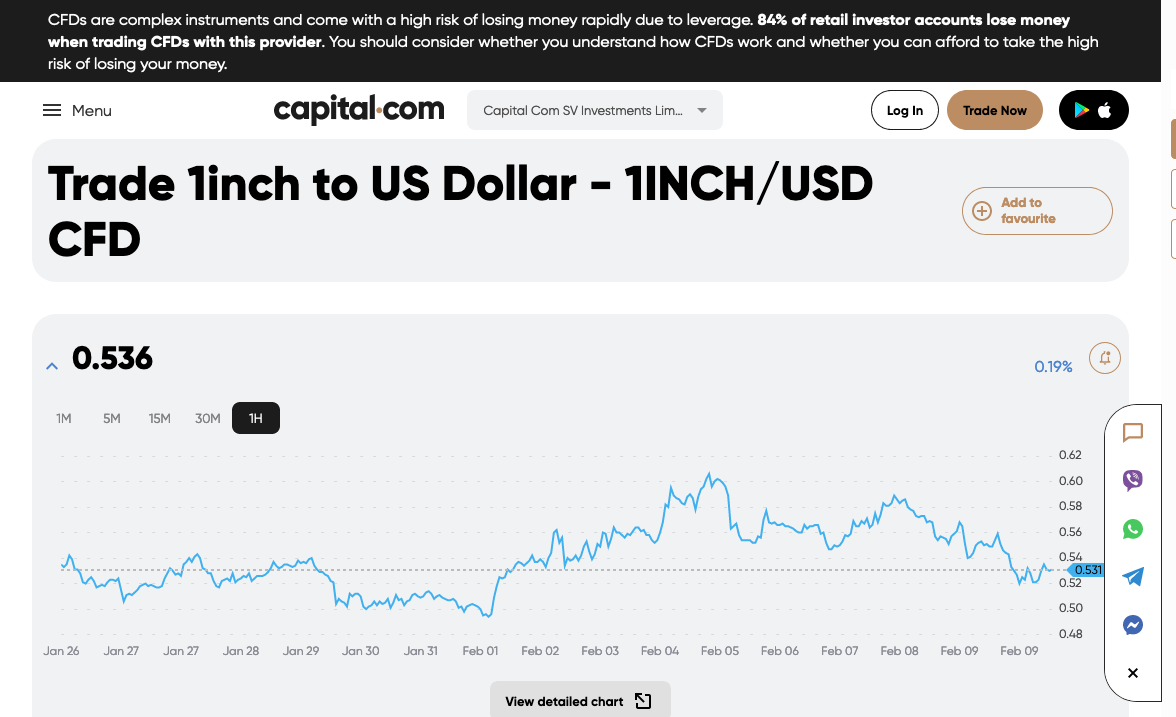 CFDs are complex instruments and come with a high risk of losing money rapidly due to leverage. 84% of retail investor accounts lose money
when trading CFDs with this provider. You should consider whether you understand how CFDs work and whether you can afford to take the high
risk of losing your money.
Menu
capital.com
Capital Com SV Investments Lim...
Log In
Trade Now
Trade 1inch to US Dollar - 1INCH/USD
CFD
Add to
favourite
0.536
0.19%
1M 5M 15M 30M 1H
0.62
0.60
0.58
0.56
0.54
0.531
0.52
0.50
0.48
Jan 26 Jan 27 Jan 27 Jan 28 Jan 29 Jan 30 Jan 31 Feb 01 Feb 02 Feb 03 Feb 04 Feb 05 Feb 06 Feb 07 Feb 08 Feb 09 Feb 09
View detailed chart